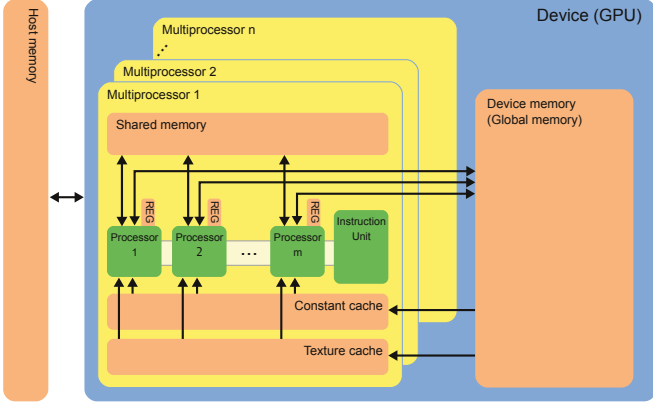 Host memory
Device (GPU)
Multiprocessor n
Multiprocessor 2
Multiprocessor 1
Shared memory
Device memory
(Global memory)
REG
REG
REG
Processor
1
Processor
2
...
Processor
m
Instruction
Unit
Constant cache
Texture cache